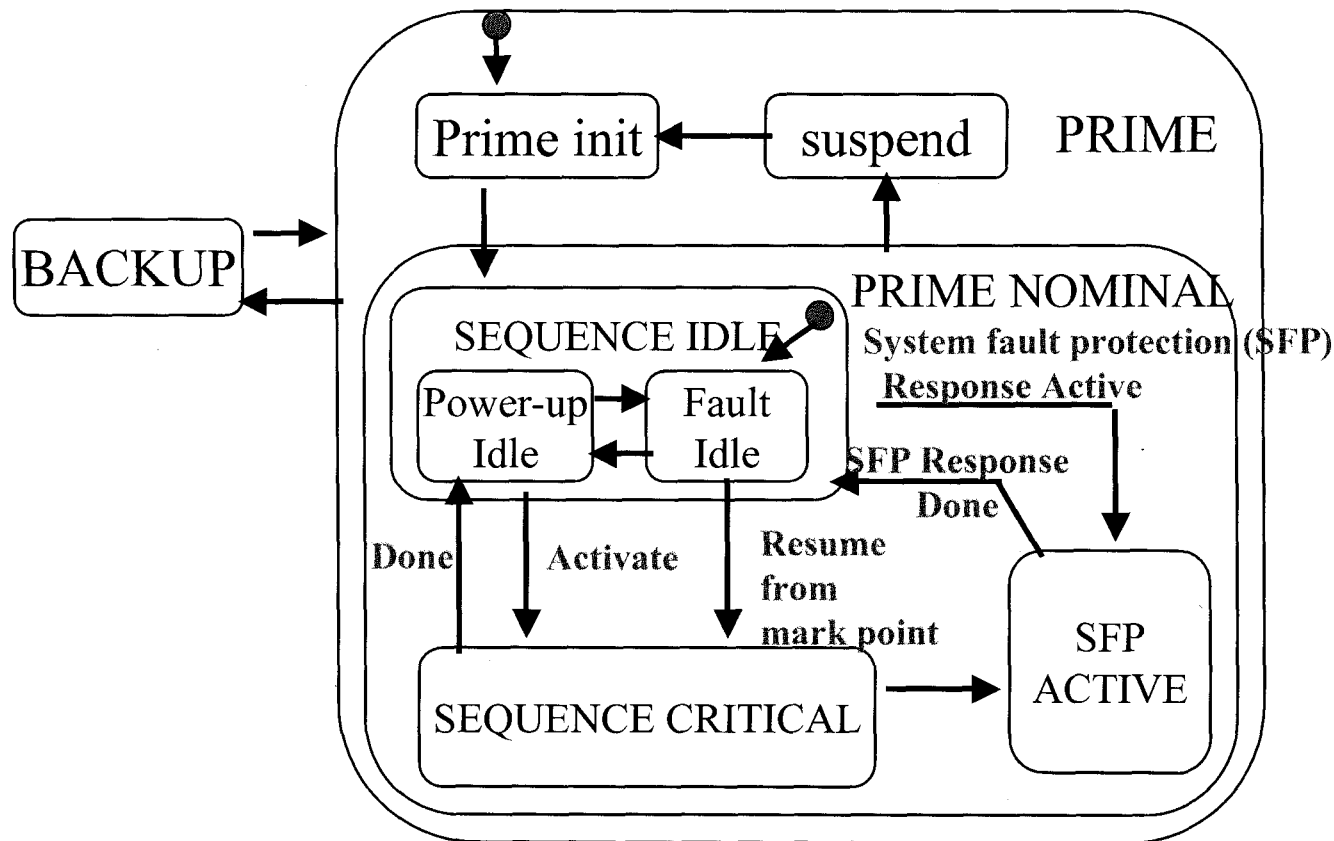 Prime init
suspend
PRIME
BACKUP
PRIME NOMINAL
SEQUENCE IDLE
System fault protection (SFP)
Response Active
Power-up
Idle
Fault
Idle
SFP Response
Done
Done
Activate
Resume
from
mark point
SFP
ACTIVE
SEQUENCE CRITICAL